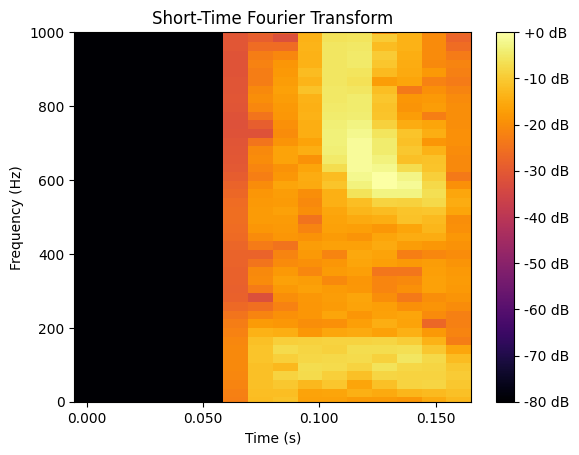 Short-Time Fourier Transform
1000
800
600
400
200
0
Frequency (Hz)
0.000
0.050
0.100
0.150
Time (s)
+0 dB
-10 dB
-20 dB
-30 dB
-40 dB
-50 dB
-60 dB
-70 dB
-80 dB